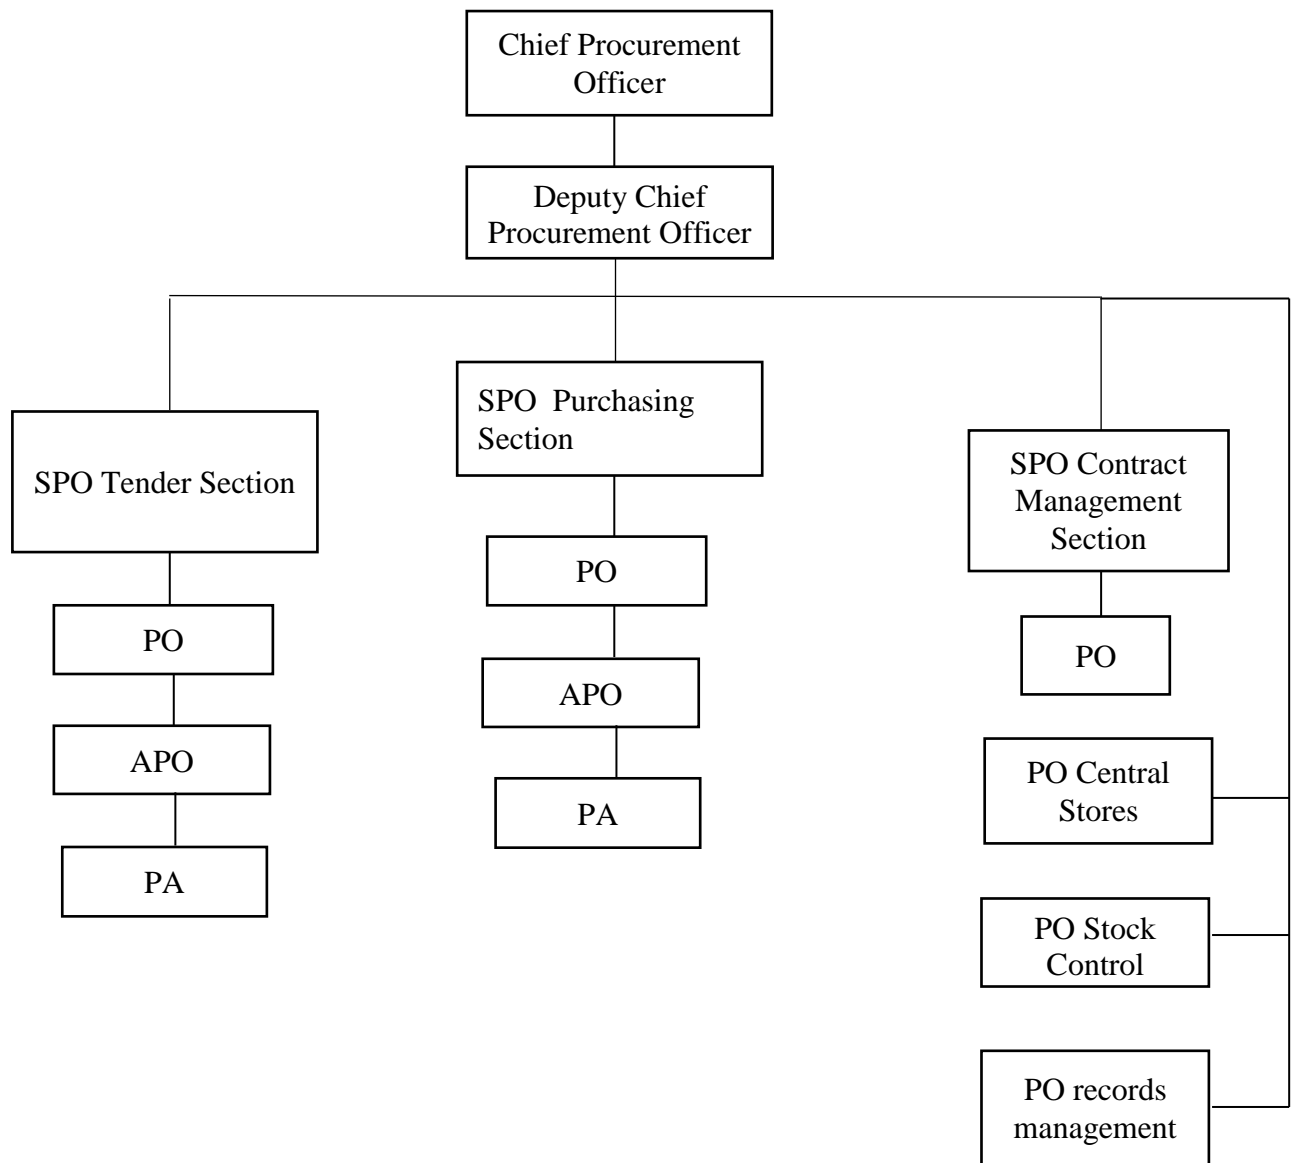 Chief Procurement
Officer
Deputy Chief
Procurement Officer
SPO Tender Section
PO
APO
PA
SPO  Purchasing
Section
PO
APO
PA
SPO Contract
Management
Section
PO
PO Central
Stores
PO Stock
Control
PO records
management